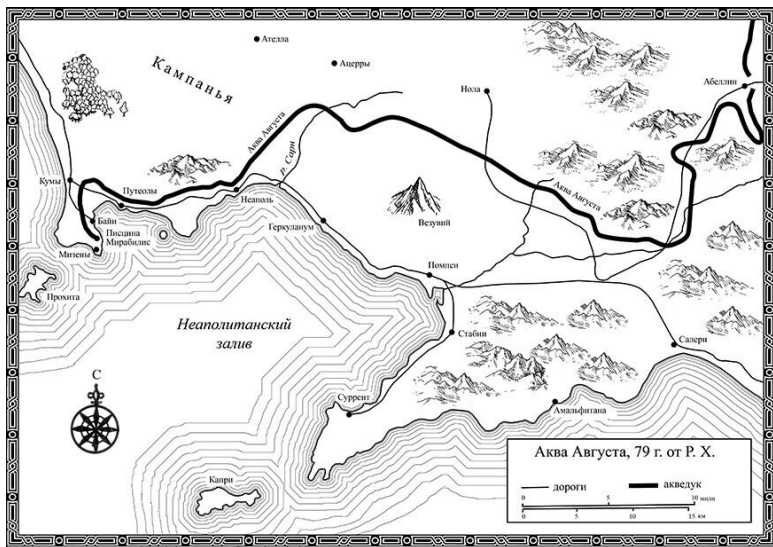 Ателла
Ацерры
Кампанья
Нола
Абеллин
Аква Августа
р. Сарн
Кумы
Путеолы
Неаполь
Везувий
Аква Августа
Байи
Писцина
Мирабилис
Геркуланум
Мизены
Прохита
Помпеи
Неаполитанский
залив
Стабии
Салерн
С
Суррент
Амальфитана
Капри
Аква Августа, 79 г. от Р. Х.
дороги
акведук
0 5 10 мили
0 5 10 15 км